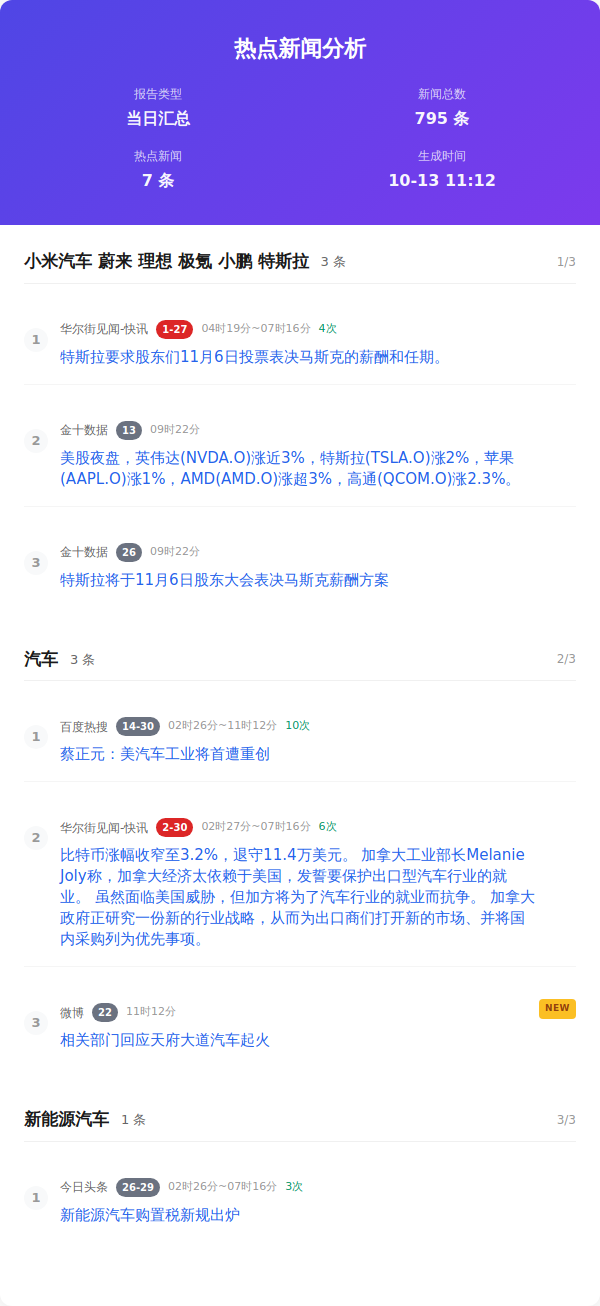 热点新闻分析
报告类型
新闻总数
当日汇总
795 条
热点新闻
生成时间
7 条
10-13 11:12
小米汽车 蔚来 理想 极氪 小鹏 特斯拉 3 条 1/3
1 华尔街见闻-快讯 1-27 04时19分~07时16分 4次
特斯拉要求股东们11月6日投票表决马斯克的薪酬和任期。
2 金十数据 13 09时22分
美股夜盘，英伟达(NVDA.O)涨近3%，特斯拉(TSLA.O)涨2%，苹果
(AAPL.O)涨1%，AMD(AMD.O)涨超3%，高通(QCOM.O)涨2.3%。
3 金十数据 26 09时22分
特斯拉将于11月6日股东大会表决马斯克薪酬方案
汽车 3 条 2/3
1 百度热搜 14-30 02时26分~11时12分 10次
蔡正元：美汽车工业将首遭重创
2 华尔街见闻-快讯 2-30 02时27分~07时16分 6次
比特币涨幅收窄至3.2%，退守11.4万美元。 加拿大工业部长Melanie
Joly称，加拿大经济太依赖于美国，发誓要保护出口型汽车行业的就
业。 虽然面临美国威胁，但加方将为了汽车行业的就业而抗争。 加拿大
政府正研究一份新的行业战略，从而为出口商们打开新的市场、并将国
内采购列为优先事项。
3 微博 22 11时12分 NEW
相关部门回应天府大道汽车起火
新能源汽车 1 条 3/3
1 今日头条 26-29 02时26分~07时16分 3次
新能源汽车购置税新规出炉